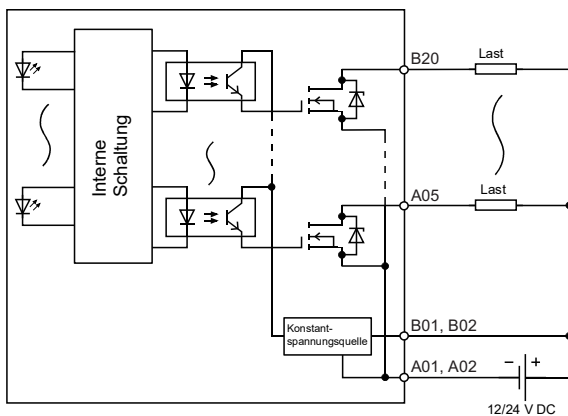 B20
Last
Interne
Schaltung
A05
Last
Konstant-
spannungsquelle
B01, B02
A01, A02
− +
12/24 V DC